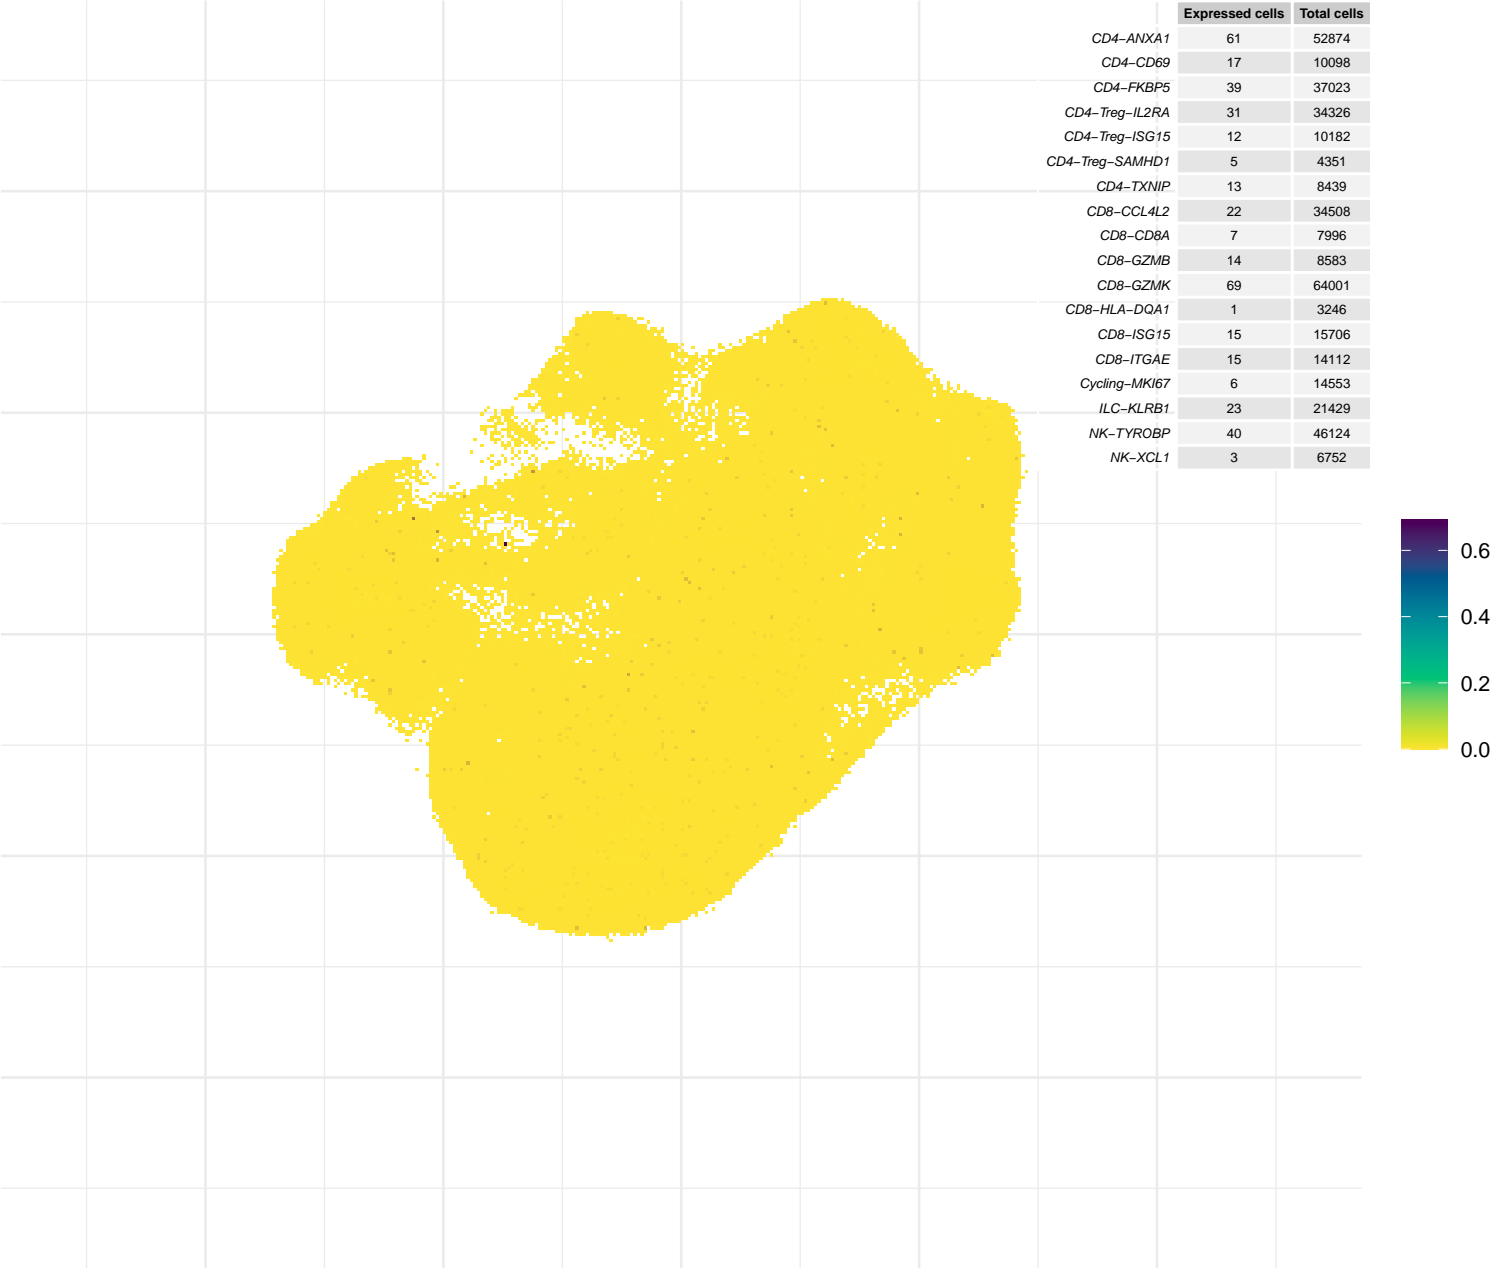 Expressed cells Total cells
CD4−ANXA1 61 52874
CD4−CD69 17 10098
CD4−FKBP5 39 37023
CD4−Treg−IL2RA 31 34326
CD4−Treg−ISG15 12 10182
CD4−Treg−SAMHD1 5 4351
CD4−TXNIP 13 8439
CD8−CCL4L2 22 34508
CD8−CD8A 7 7996
CD8−GZMB 14 8583
CD8−GZMK 69 64001
CD8−HLA−DQA1 1 3246
CD8−ISG15 15 15706
CD8−ITGAE 15 14112
Cycling−MKI67 6 14553
ILC−KLRB1 23 21429
NK−TYROBP 40 46124
NK−XCL1 3 6752
0.6
0.4
0.2
0.0